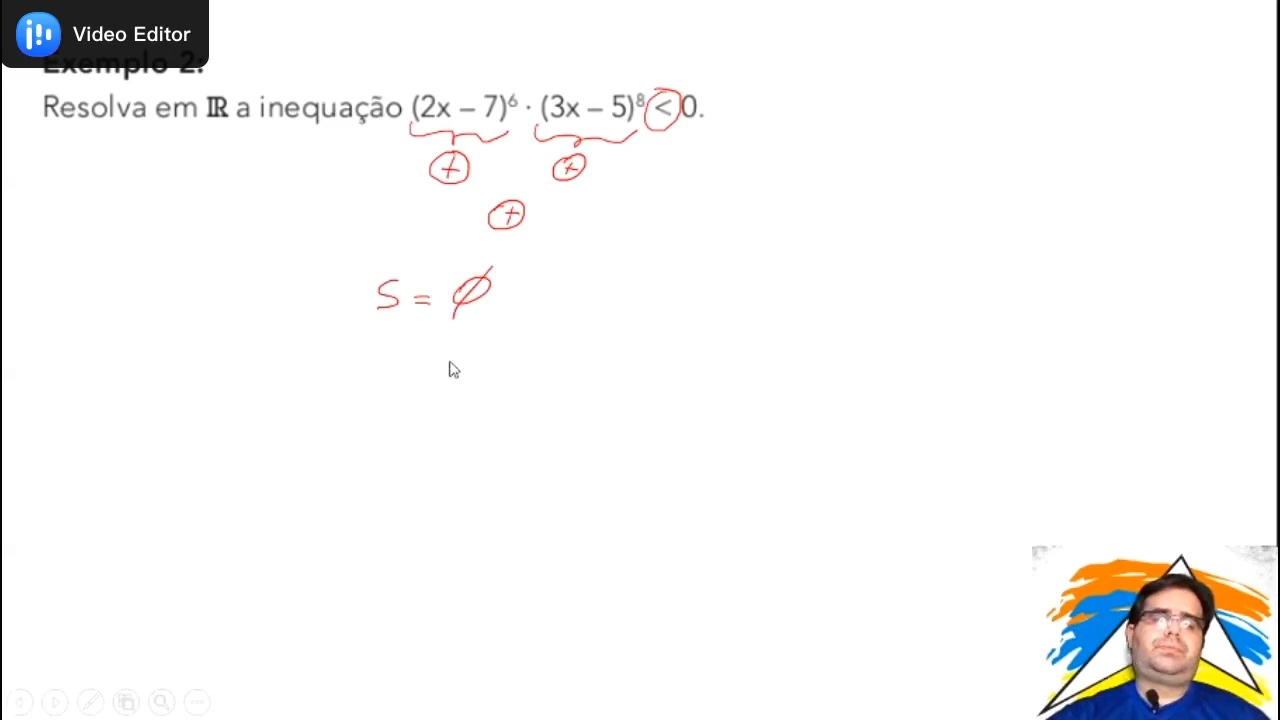 Video Editor
Exemplo 2:
Resolva em ℝ a inequação (2x – 7)⁶ · (3x – 5)⁸ < 0.
+ +
+
S = ∅